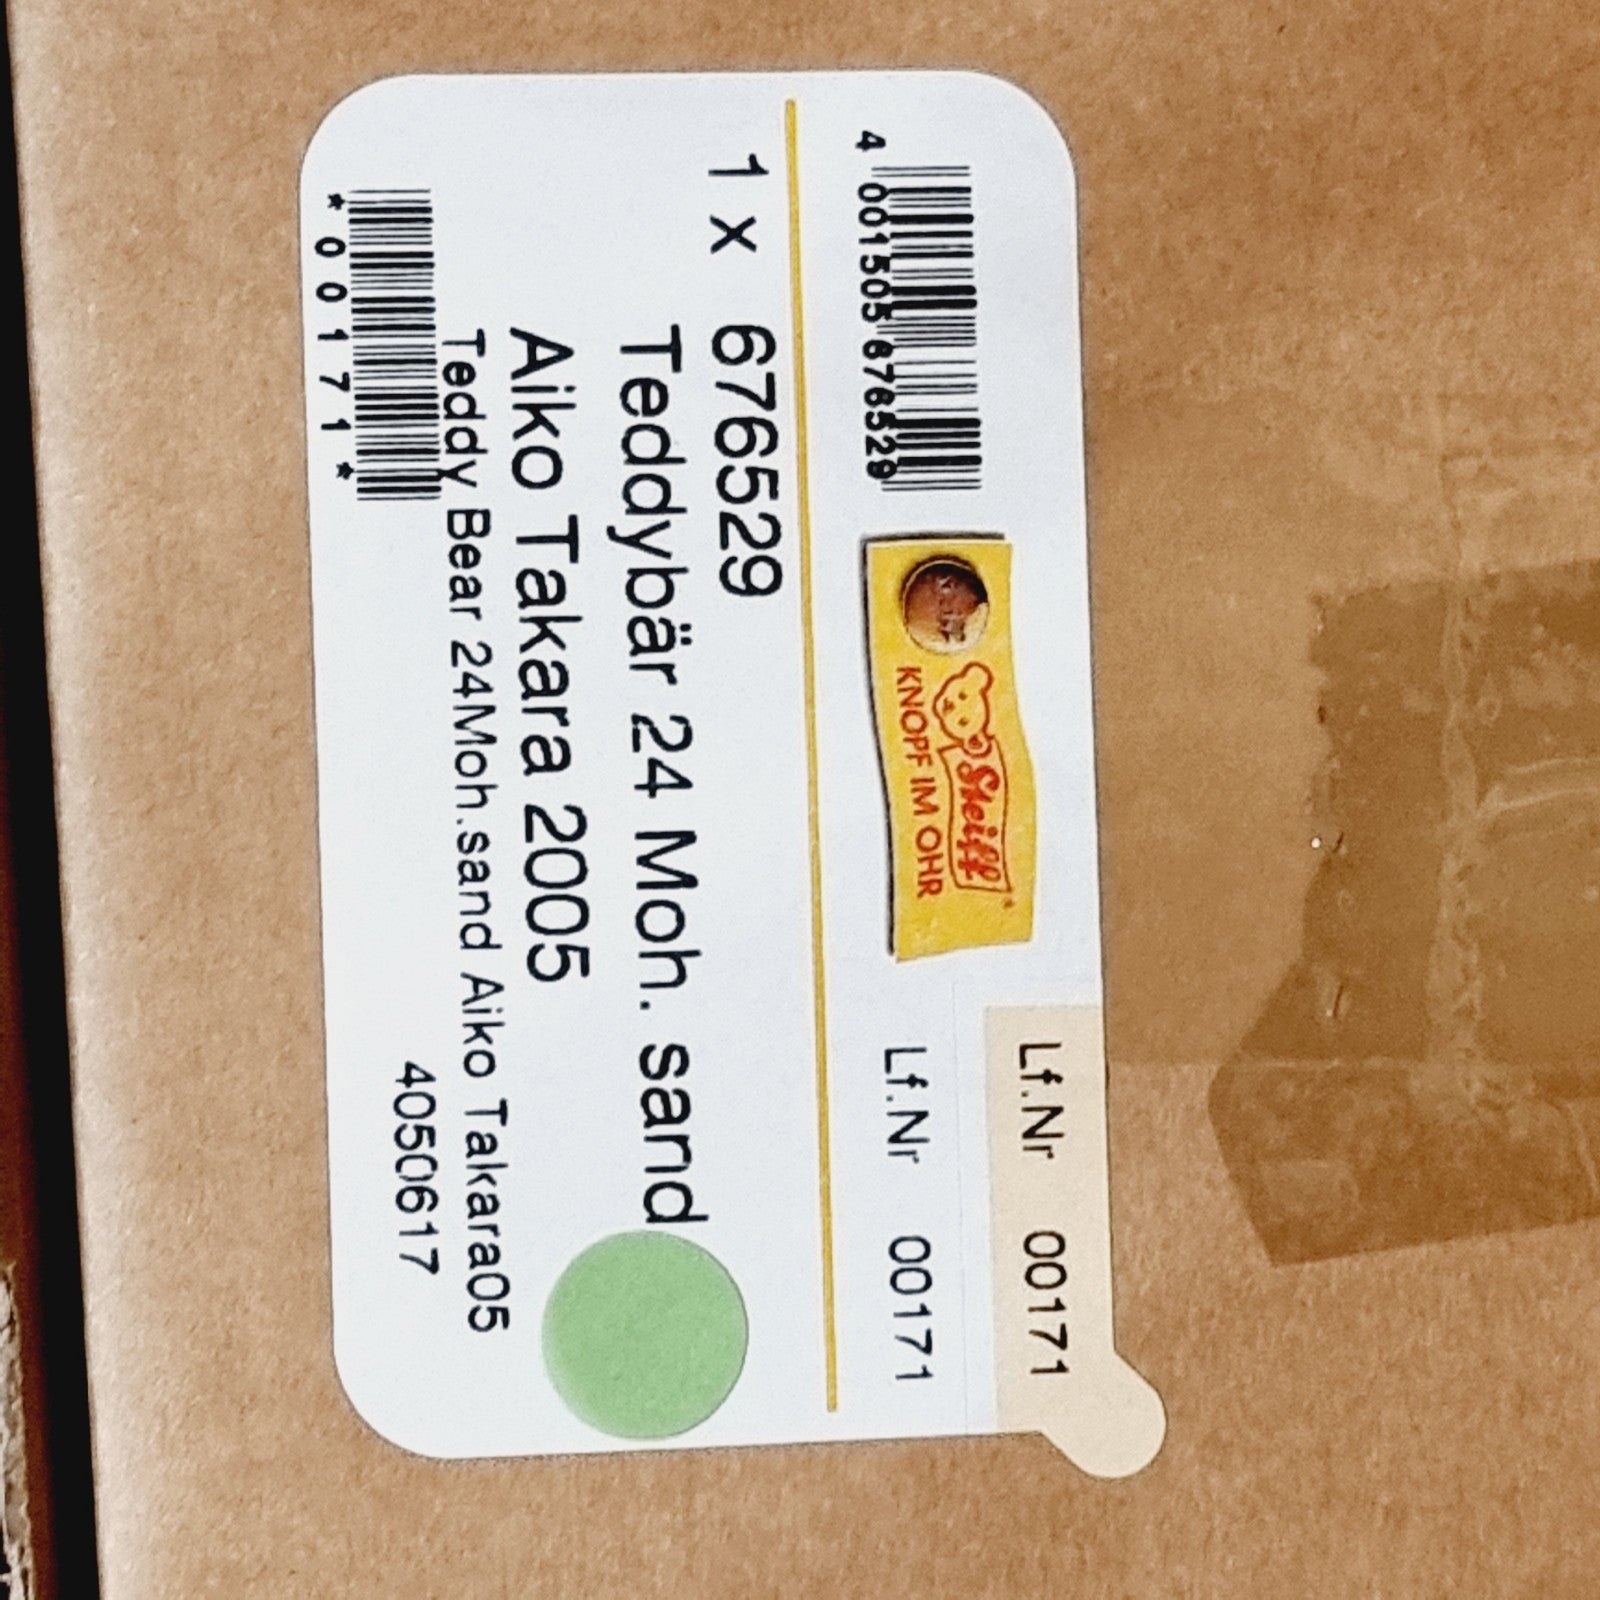 4 001505 676529
Steiff
KNOPF IM OHR
Lf.Nr 00171
Lf.Nr 00171
1 x 676529
Teddybär 24 Moh. sand
Aiko Takara 2005
Teddy Bear 24Moh.sand Aiko Takara05
4050617
*00171*